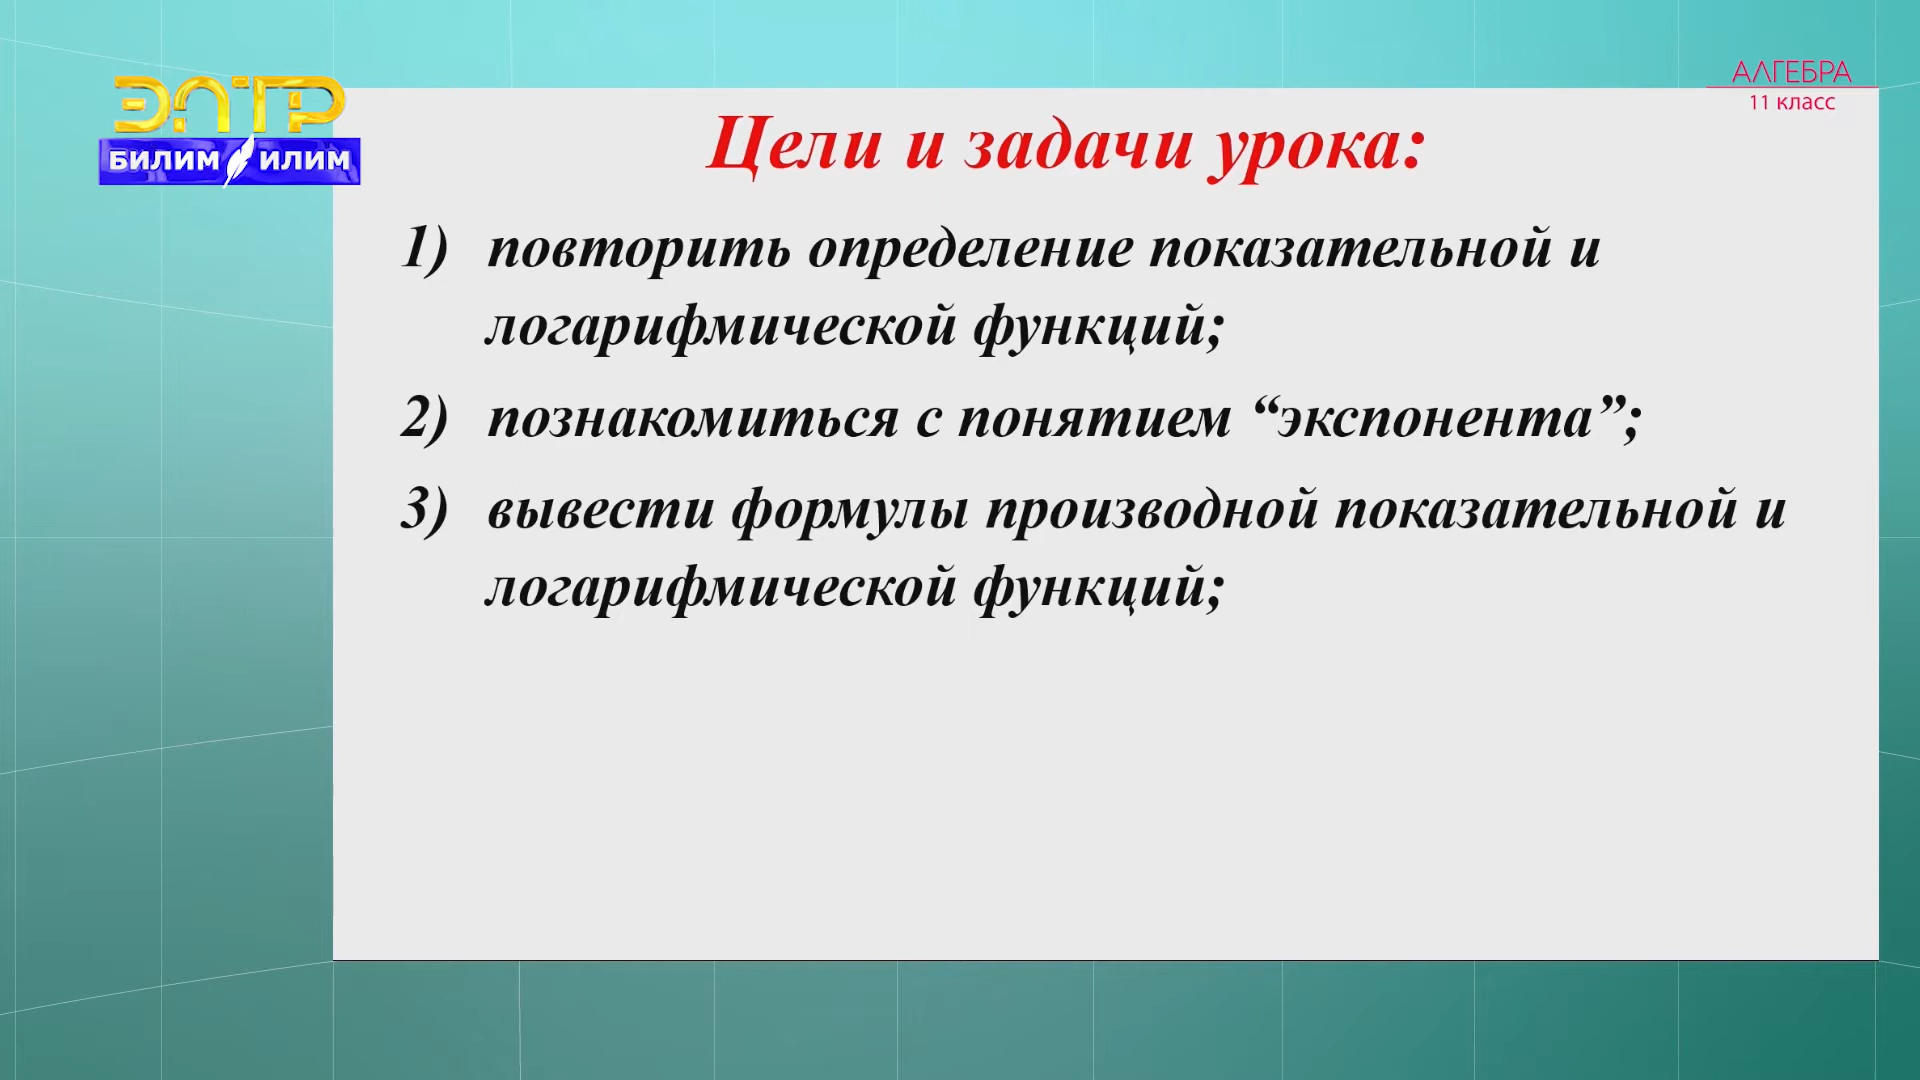 ЭЛТР
БИЛИМ ИЛИМ
АЛГЕБРА
11 класс
Цели и задачи урока:
1) повторить определение показательной и
логарифмической функций;
2) познакомиться с понятием “экспонента”;
3) вывести формулы производной показательной и
логарифмической функций;